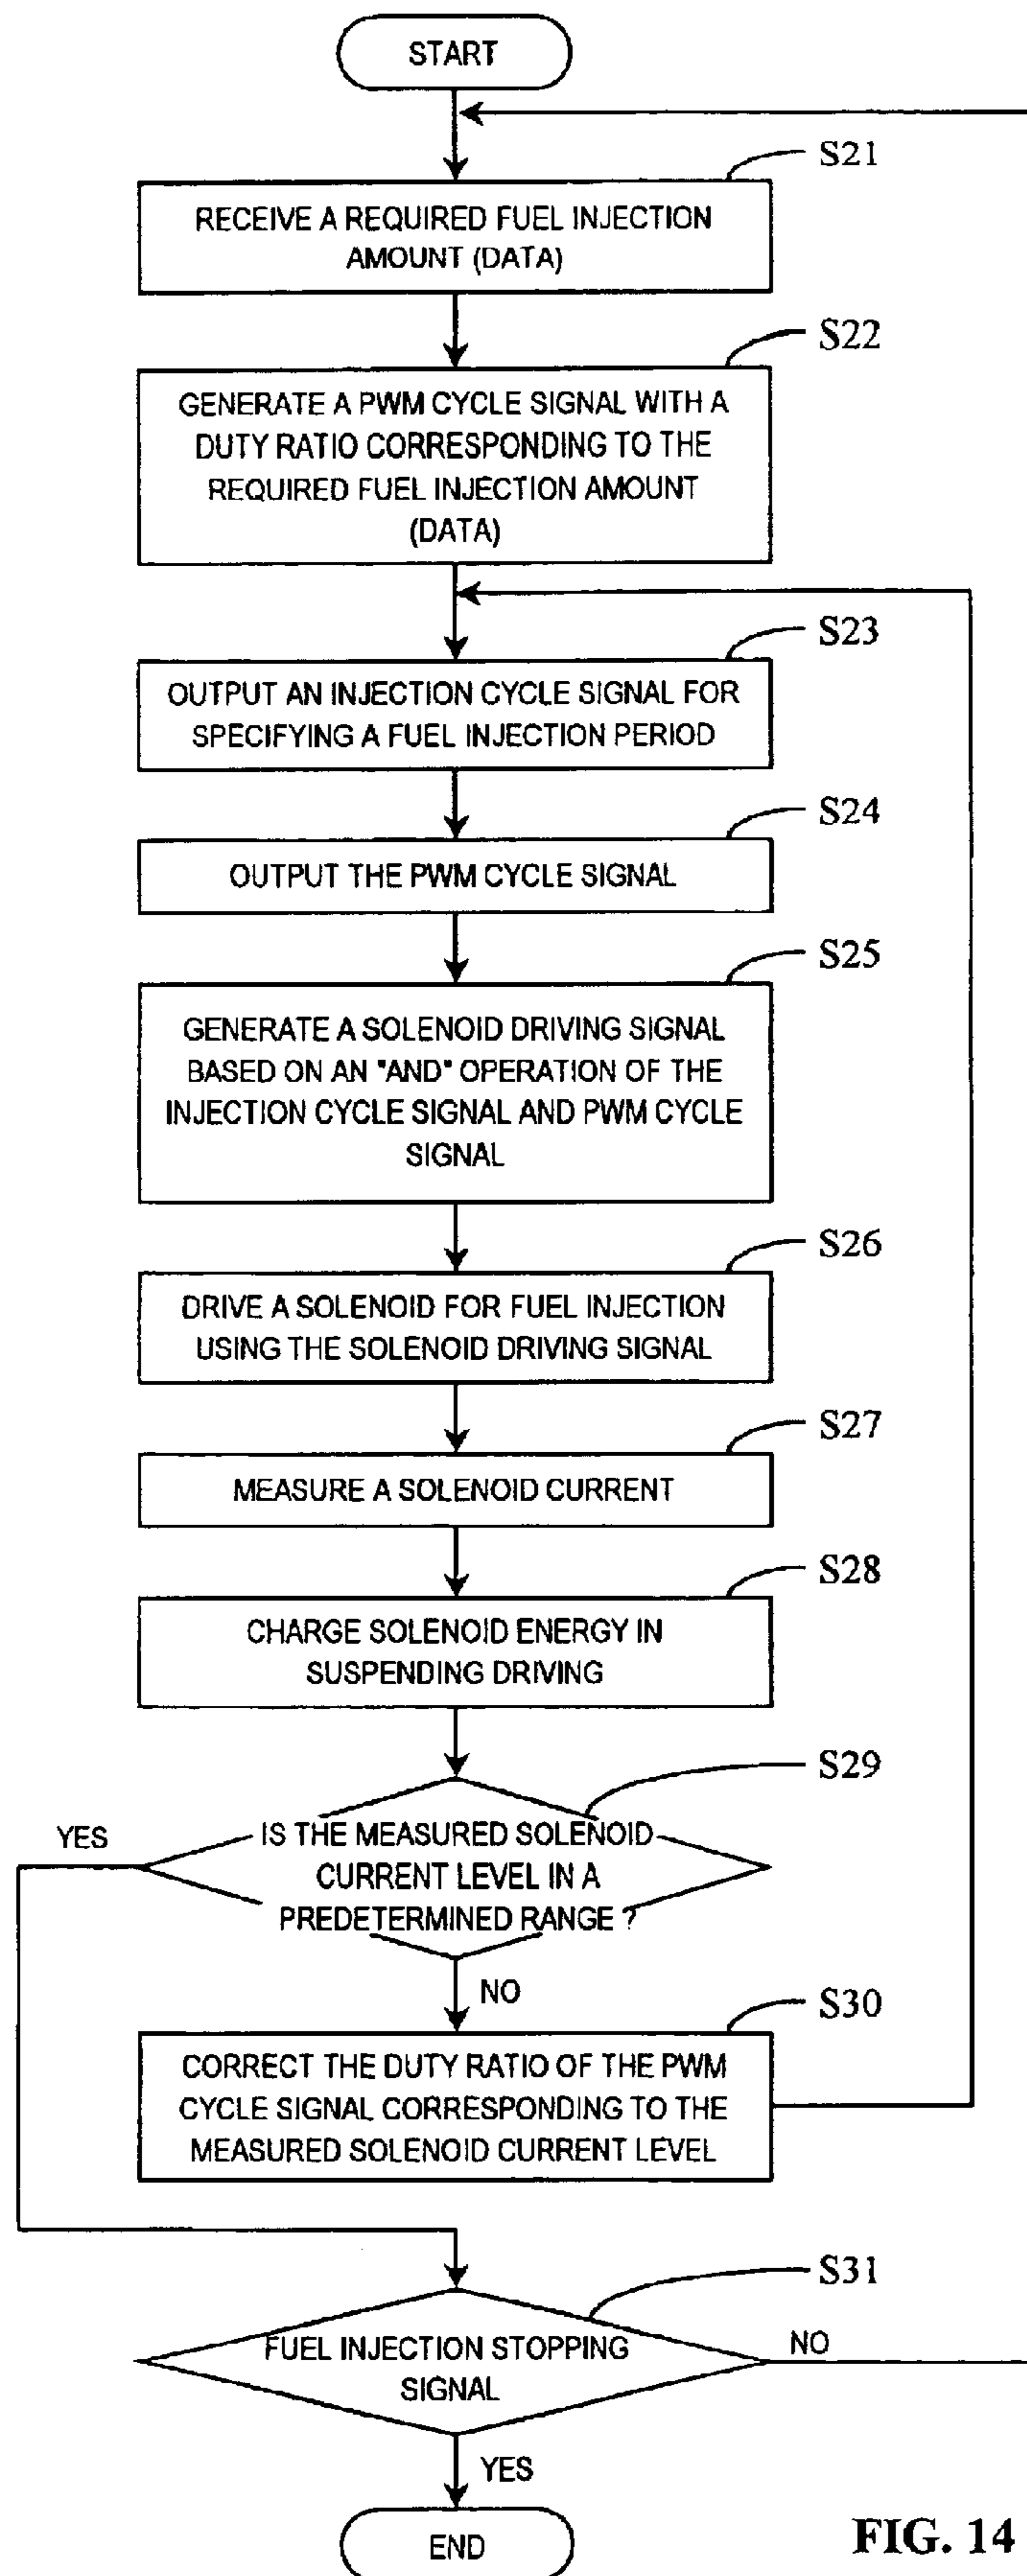 START
S21
RECEIVE A REQUIRED FUEL INJECTION
AMOUNT (DATA)
S22
GENERATE A PWM CYCLE SIGNAL WITH A
DUTY RATIO CORRESPONDING TO THE
REQUIRED FUEL INJECTION AMOUNT
(DATA)
S23
OUTPUT AN INJECTION CYCLE SIGNAL FOR
SPECIFYING A FUEL INJECTION PERIOD
S24
OUTPUT THE PWM CYCLE SIGNAL
S25
GENERATE A SOLENOID DRIVING SIGNAL
BASED ON AN "AND" OPERATION OF THE
INJECTION CYCLE SIGNAL AND PWM CYCLE
SIGNAL
S26
DRIVE A SOLENOID FOR FUEL INJECTION
USING THE SOLENOID DRIVING SIGNAL
S27
MEASURE A SOLENOID CURRENT
S28
CHARGE SOLENOID ENERGY IN
SUSPENDING DRIVING
S29
YES
IS THE MEASURED SOLENOID
CURRENT LEVEL IN A
PREDETERMINED RANGE ?
NO
S30
CORRECT THE DUTY RATIO OF THE PWM
CYCLE SIGNAL CORRESPONDING TO THE
MEASURED SOLENOID CURRENT LEVEL
S31
FUEL INJECTION STOPPING
SIGNAL
NO
YES
END
FIG. 14